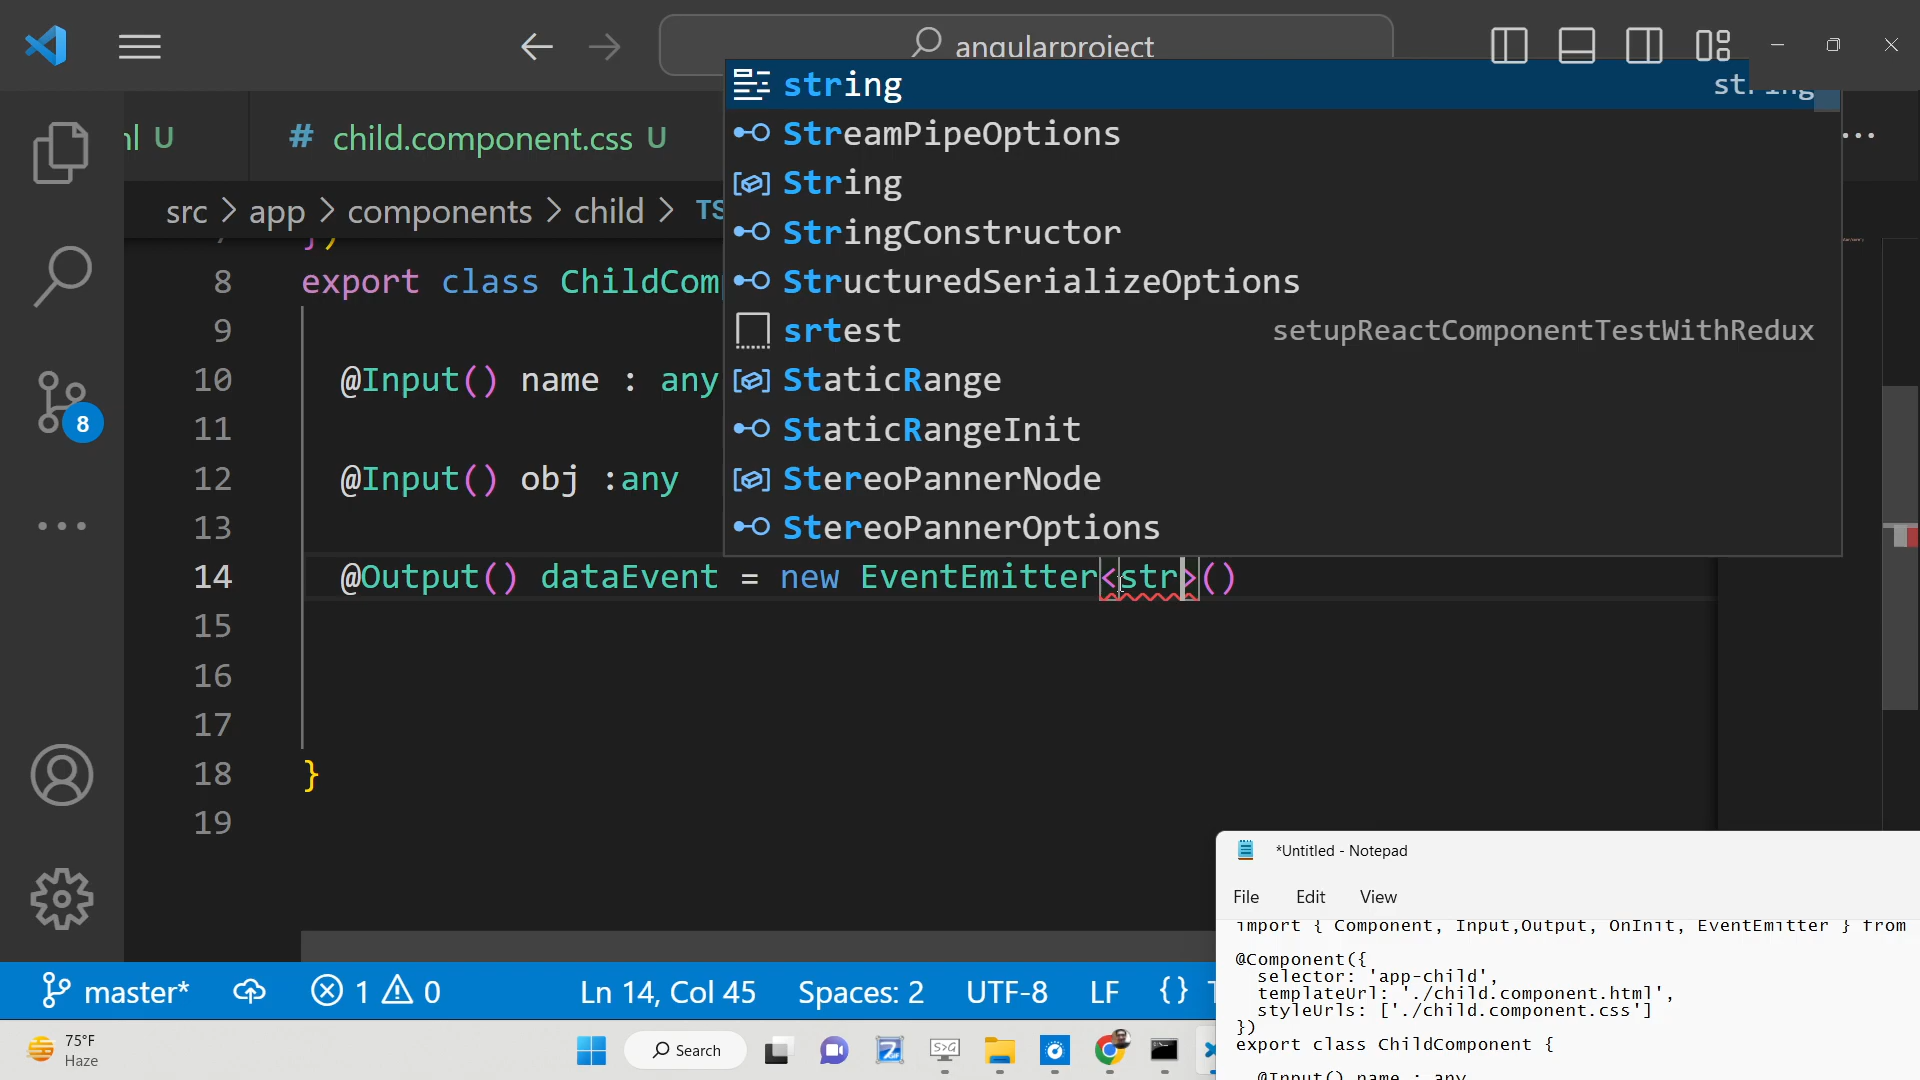 angularproject
string string
StreamPipeOptions
String
StringConstructor
StructuredSerializeOptions
srtest setupReactComponentTestWithRedux
StaticRange
StaticRangeInit
StereoPannerNode
StereoPannerOptions
U # child.component.css U ...
src > app > components > child > TS
8 export class ChildCom
9
10 @Input() name : any
11
12 @Input() obj :any
13
14 @Output() dataEvent = new EventEmitter<str>()
15
16
17
18 }
19
8
*Untitled - Notepad
File Edit View
import { Component, Input,Output, OnInit, EventEmitter } from
@Component({
selector: 'app-child',
templateUrl: './child.component.html',
styleUrls: ['./child.component.css']
})
export class ChildComponent {
@Input() name : any
master* 1 0 Ln 14, Col 45 Spaces: 2 UTF-8 LF {}
75°F
Haze
Search